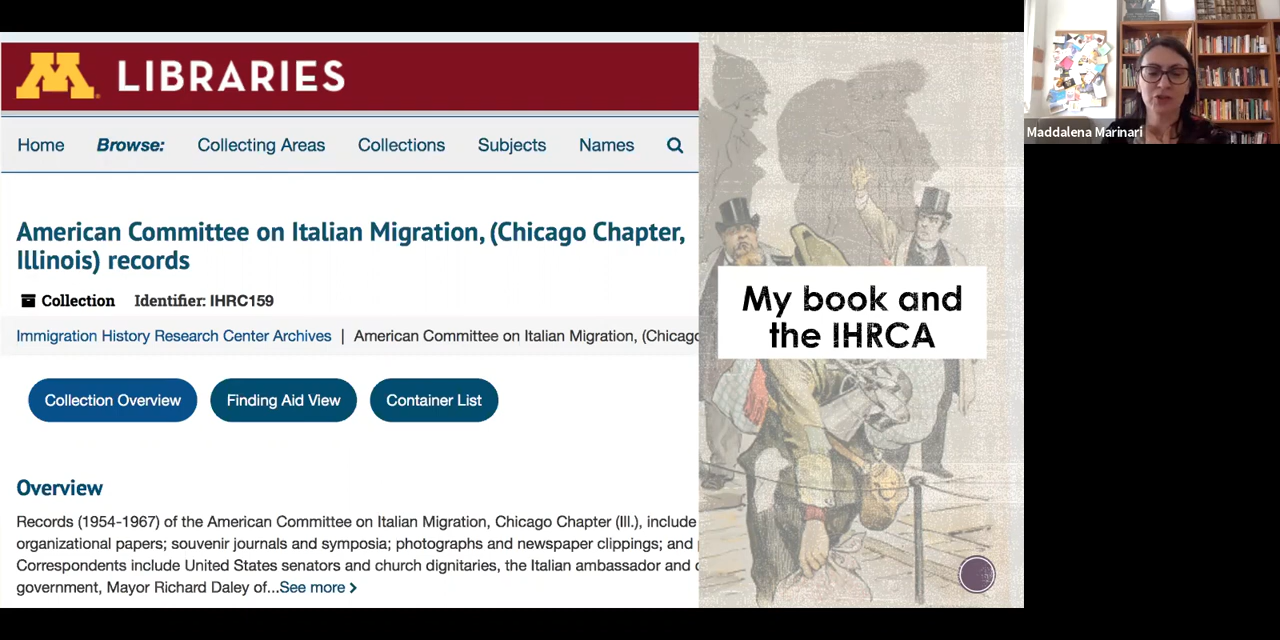 M LIBRARIES
Home Browse: Collecting Areas Collections Subjects Names
American Committee on Italian Migration, (Chicago Chapter,
Illinois) records
Collection Identifier: IHRC159
Immigration History Research Center Archives | American Committee on Italian Migration, (Chicago
Collection Overview Finding Aid View Container List
Overview
Records (1954-1967) of the American Committee on Italian Migration, Chicago Chapter (Ill.), include
organizational papers; souvenir journals and symposia; photographs and newspaper clippings; and
Correspondents include United States senators and church dignitaries, the Italian ambassador and
government, Mayor Richard Daley of...See more
My book and
the IHRCA
Maddalena Marinari